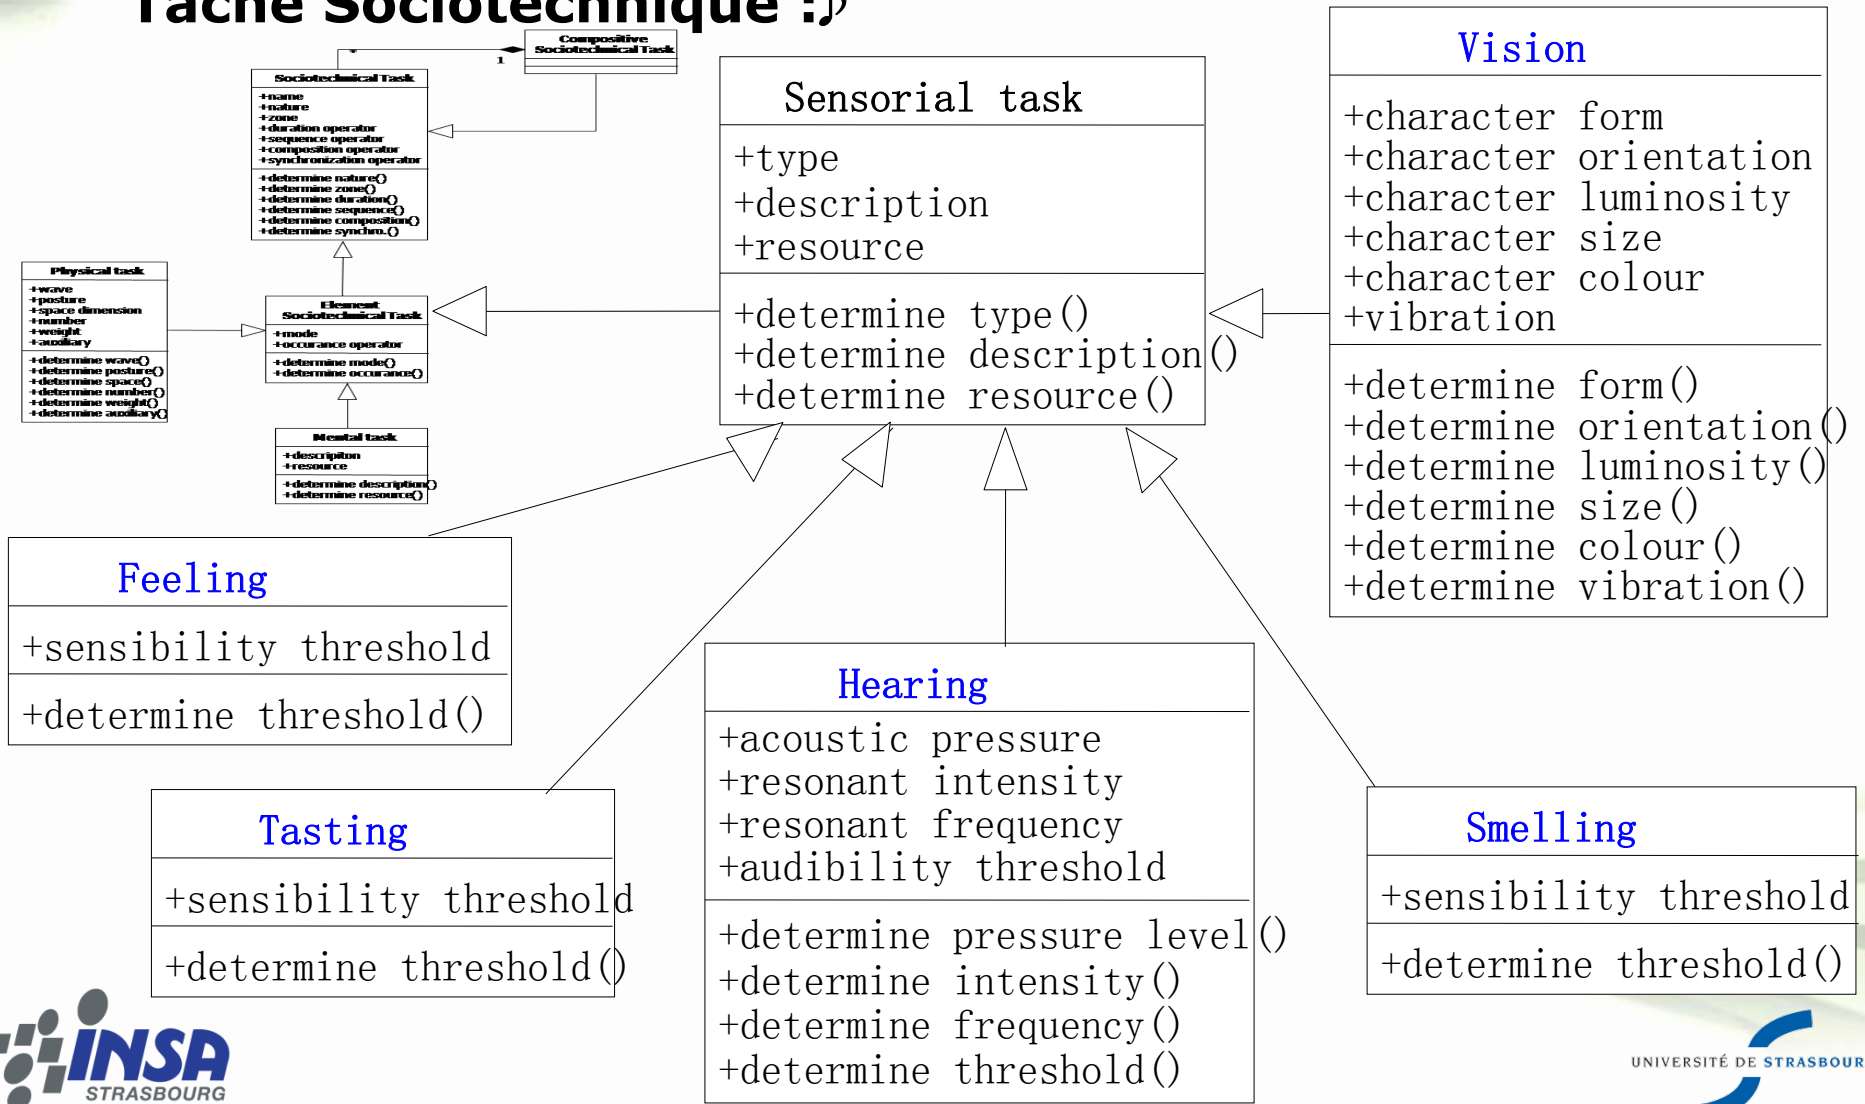 Tâche Sociotechnique :
Compositive
Sociotechnical Task
*
1
Sociotechnical Task
+name
+nature
+zone
+duration operator
+sequence operator
+composition operator
+synchronization operator
+determine nature()
+determine zone()
+determine duration()
+determine sequence()
+determine composition()
+determine synchro.()
Physical task
+wave
+posture
+space dimension
+number
+weight
+auxiliary
+determine wave()
+determine posture()
+determine space()
+determine number()
+determine weight()
+determine auxiliary()
Element
Sociotechnical Task
+mode
+occurance operator
+determine mode()
+determine occurance()
Mental task
+descripiton
+resource
+determine description()
+determine resource()
Sensorial task
+type
+description
+resource
+determine type()
+determine description()
+determine resource()
Vision
+character form
+character orientation
+character luminosity
+character size
+character colour
+vibration
+determine form()
+determine orientation()
+determine luminosity()
+determine size()
+determine colour()
+determine vibration()
Feeling
+sensibility threshold
+determine threshold()
Tasting
+sensibility threshold
+determine threshold()
Hearing
+acoustic pressure
+resonant intensity
+resonant frequency
+audibility threshold
+determine pressure level()
+determine intensity()
+determine frequency()
+determine threshold()
Smelling
+sensibility threshold
+determine threshold()
INSA
STRASBOURG
UNIVERSITÉ DE STRASBOUR